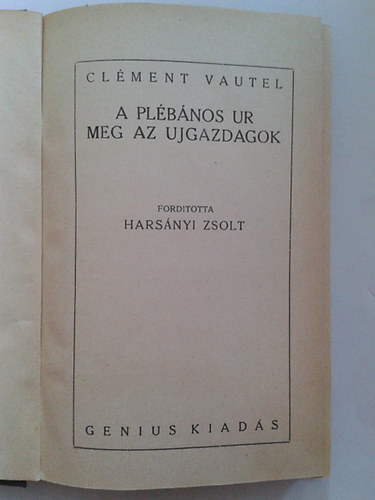 CLÉMENT VAUTEL
A PLÉBÁNOS UR
MEG AZ UJGAZDAGOK
FORDITOTTA
HARSÁNYI ZSOLT
GENIUS KIADÁS